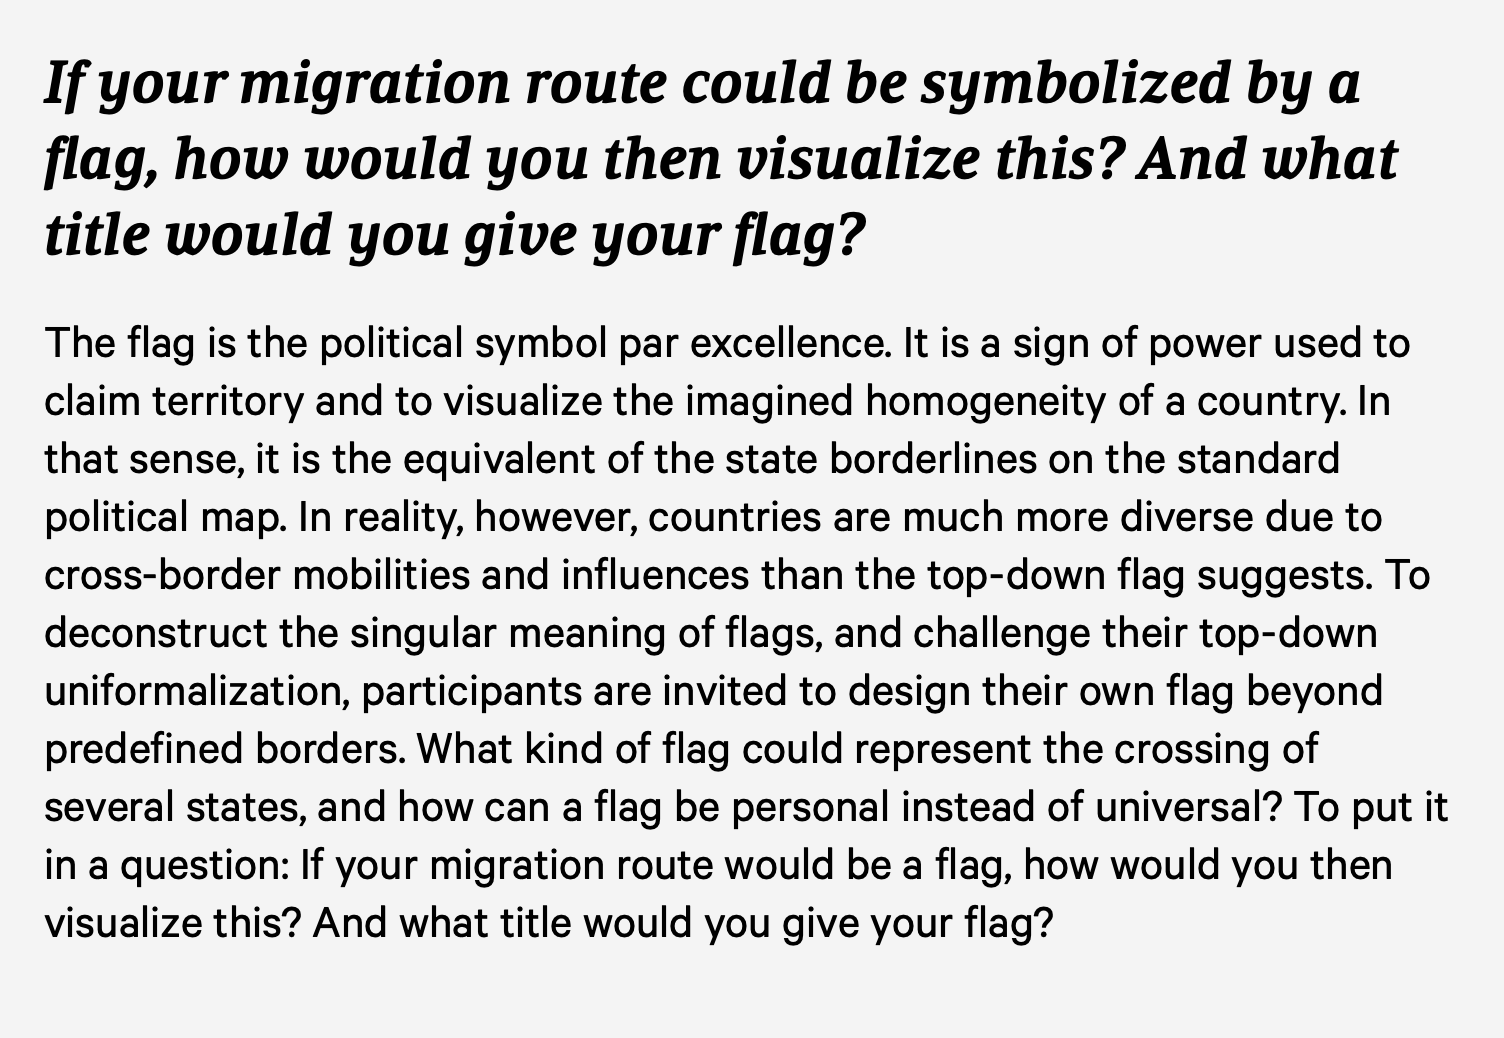 If your migration route could be symbolized by a
flag, how would you then visualize this? And what
title would you give your flag?
The flag is the political symbol par excellence. It is a sign of power used to
claim territory and to visualize the imagined homogeneity of a country. In
that sense, it is the equivalent of the state borderlines on the standard
political map. In reality, however, countries are much more diverse due to
cross-border mobilities and influences than the top-down flag suggests. To
deconstruct the singular meaning of flags, and challenge their top-down
uniformalization, participants are invited to design their own flag beyond
predefined borders. What kind of flag could represent the crossing of
several states, and how can a flag be personal instead of universal? To put it
in a question: If your migration route would be a flag, how would you then
visualize this? And what title would you give your flag?